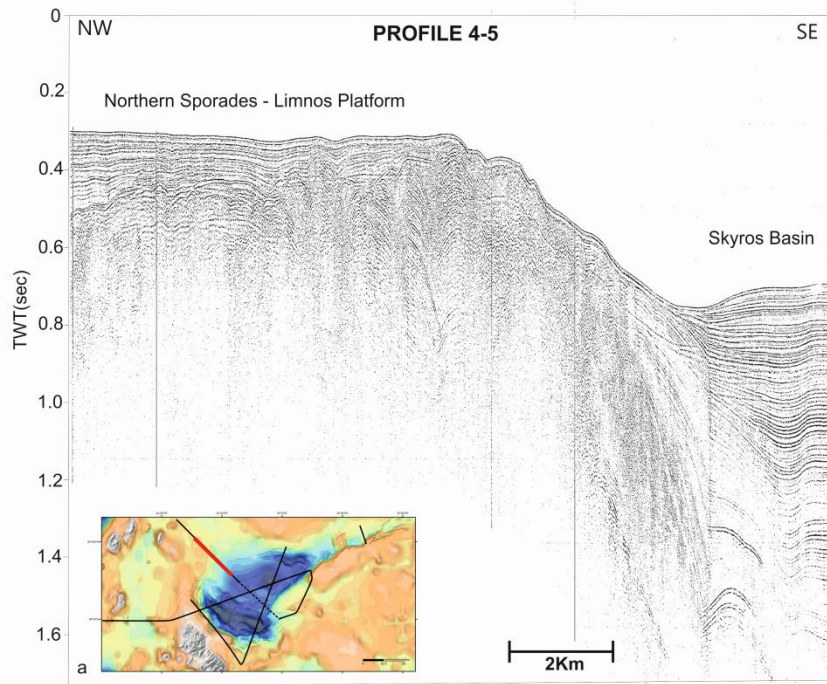 NW
PROFILE 4-5
SE
0
0.2
Northern Sporades - Limnos Platform
0.4
0.6
Skyros Basin
TWT(sec)
0.8
1.0
1.2
1.4
1.6
2Km
a